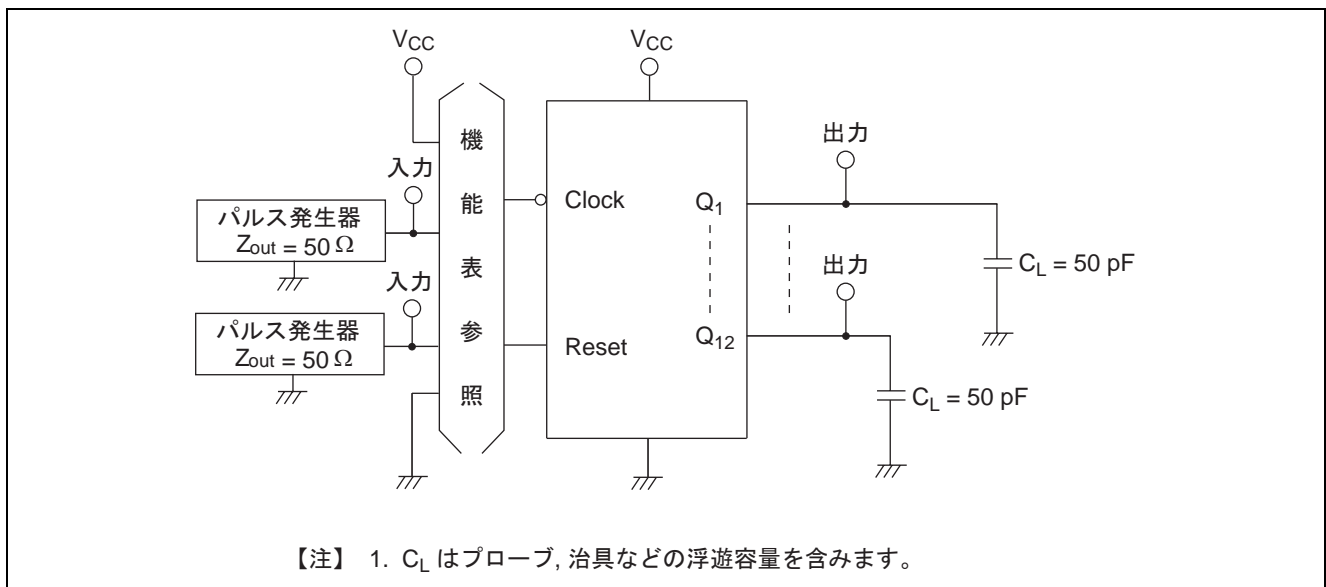 VCC
VCC
機能表参照
入力
パルス発生器
Zout = 50 Ω
入力
パルス発生器
Zout = 50 Ω
Clock
Reset
Q1
Q12
出力
出力
CL = 50 pF
CL = 50 pF
【注】 1. CL はプローブ, 治具などの浮遊容量を含みます。